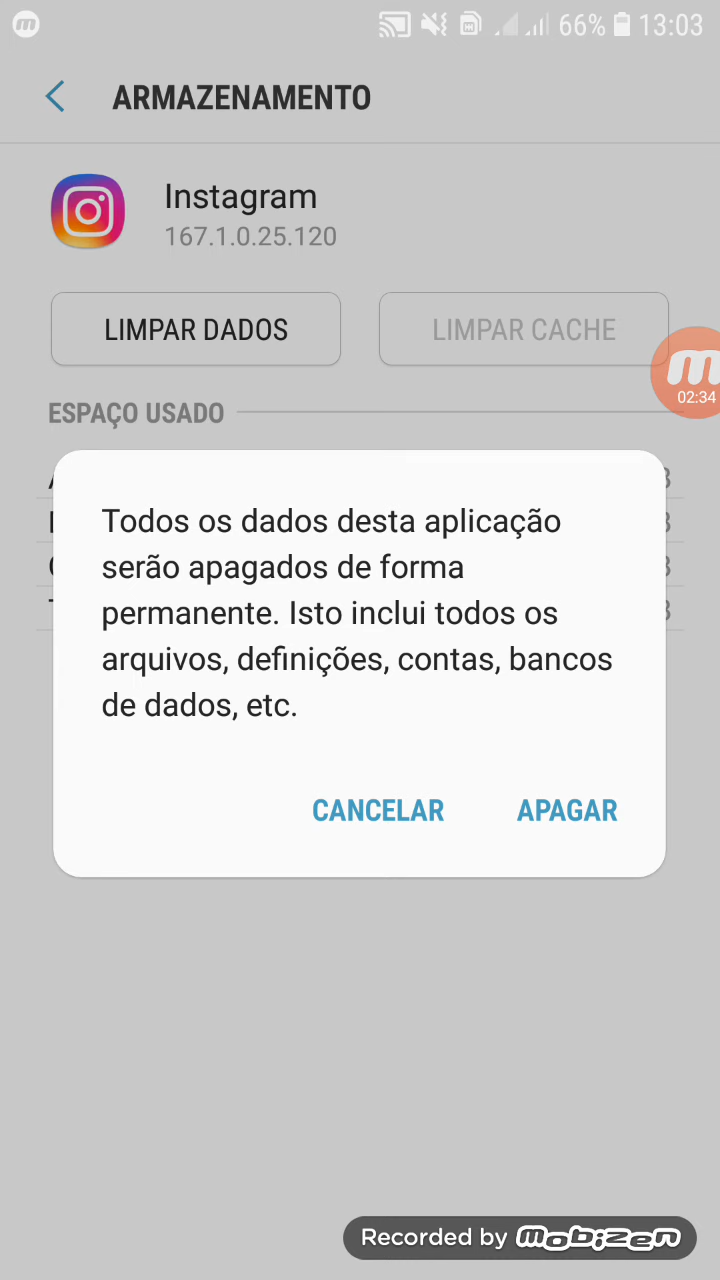 66% 13:03
ARMAZENAMENTO
Instagram
167.1.0.25.120
LIMPAR DADOS
LIMPAR CACHE
02:34
ESPAÇO USADO
Todos os dados desta aplicação
serão apagados de forma
permanente. Isto inclui todos os
arquivos, definições, contas, bancos
de dados, etc.
CANCELAR
APAGAR
Recorded by mobizen